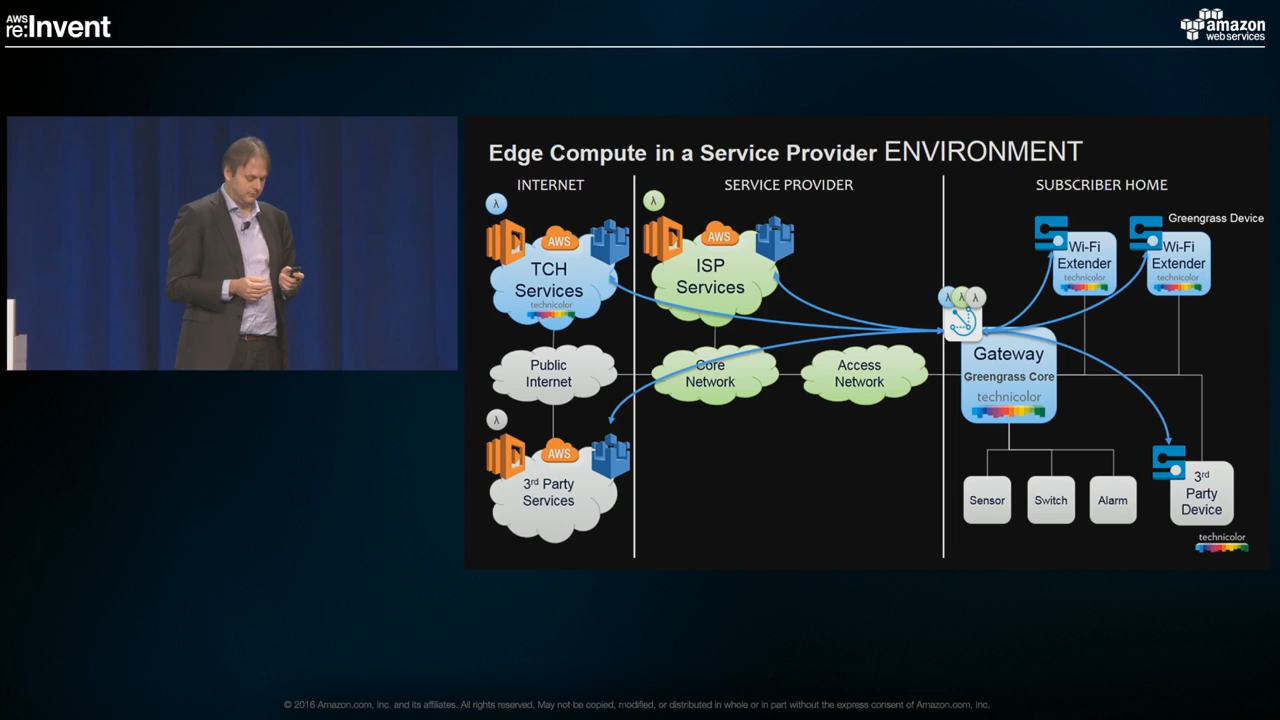 AWS
re:Invent
amazon
web services
Edge Compute in a Service Provider ENVIRONMENT
INTERNET
SERVICE PROVIDER
SUBSCRIBER HOME
λ
AWS
TCH
Services
technicolor
λ
AWS
ISP
Services
Greengrass Device
Wi-Fi
Extender
technicolor
Wi-Fi
Extender
technicolor
Public
Internet
Core
Network
Access
Network
λ λ λ
Gateway
Greengrass Core
technicolor
λ
AWS
3rd Party
Services
Sensor
Switch
Alarm
3rd
Party
Device
technicolor
© 2016 Amazon.com, Inc. and its affiliates. All rights reserved. May not be copied, modified, or distributed in whole or in part without the express consent of Amazon.com, Inc.